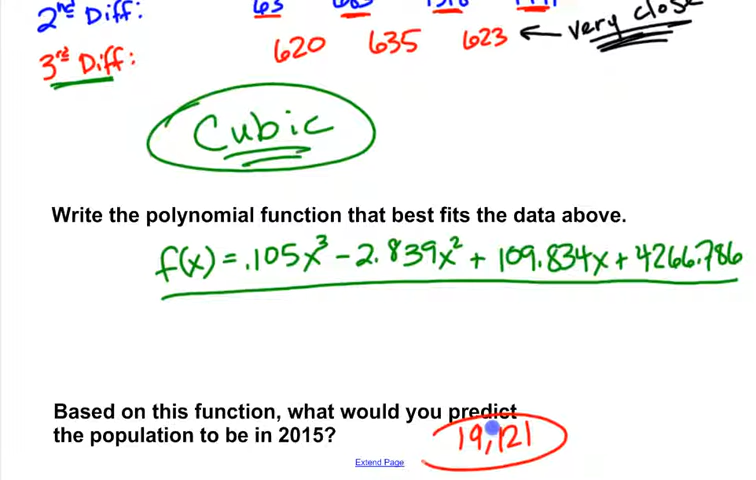 2nd Diff: 63
3rd Diff: 620 635 623 ← very close
Cubic
Write the polynomial function that best fits the data above.
f(x) = .105x³ - 2.839x² + 109.834x + 4266.786
Based on this function, what would you predict
the population to be in 2015? 19,121
Extend Page